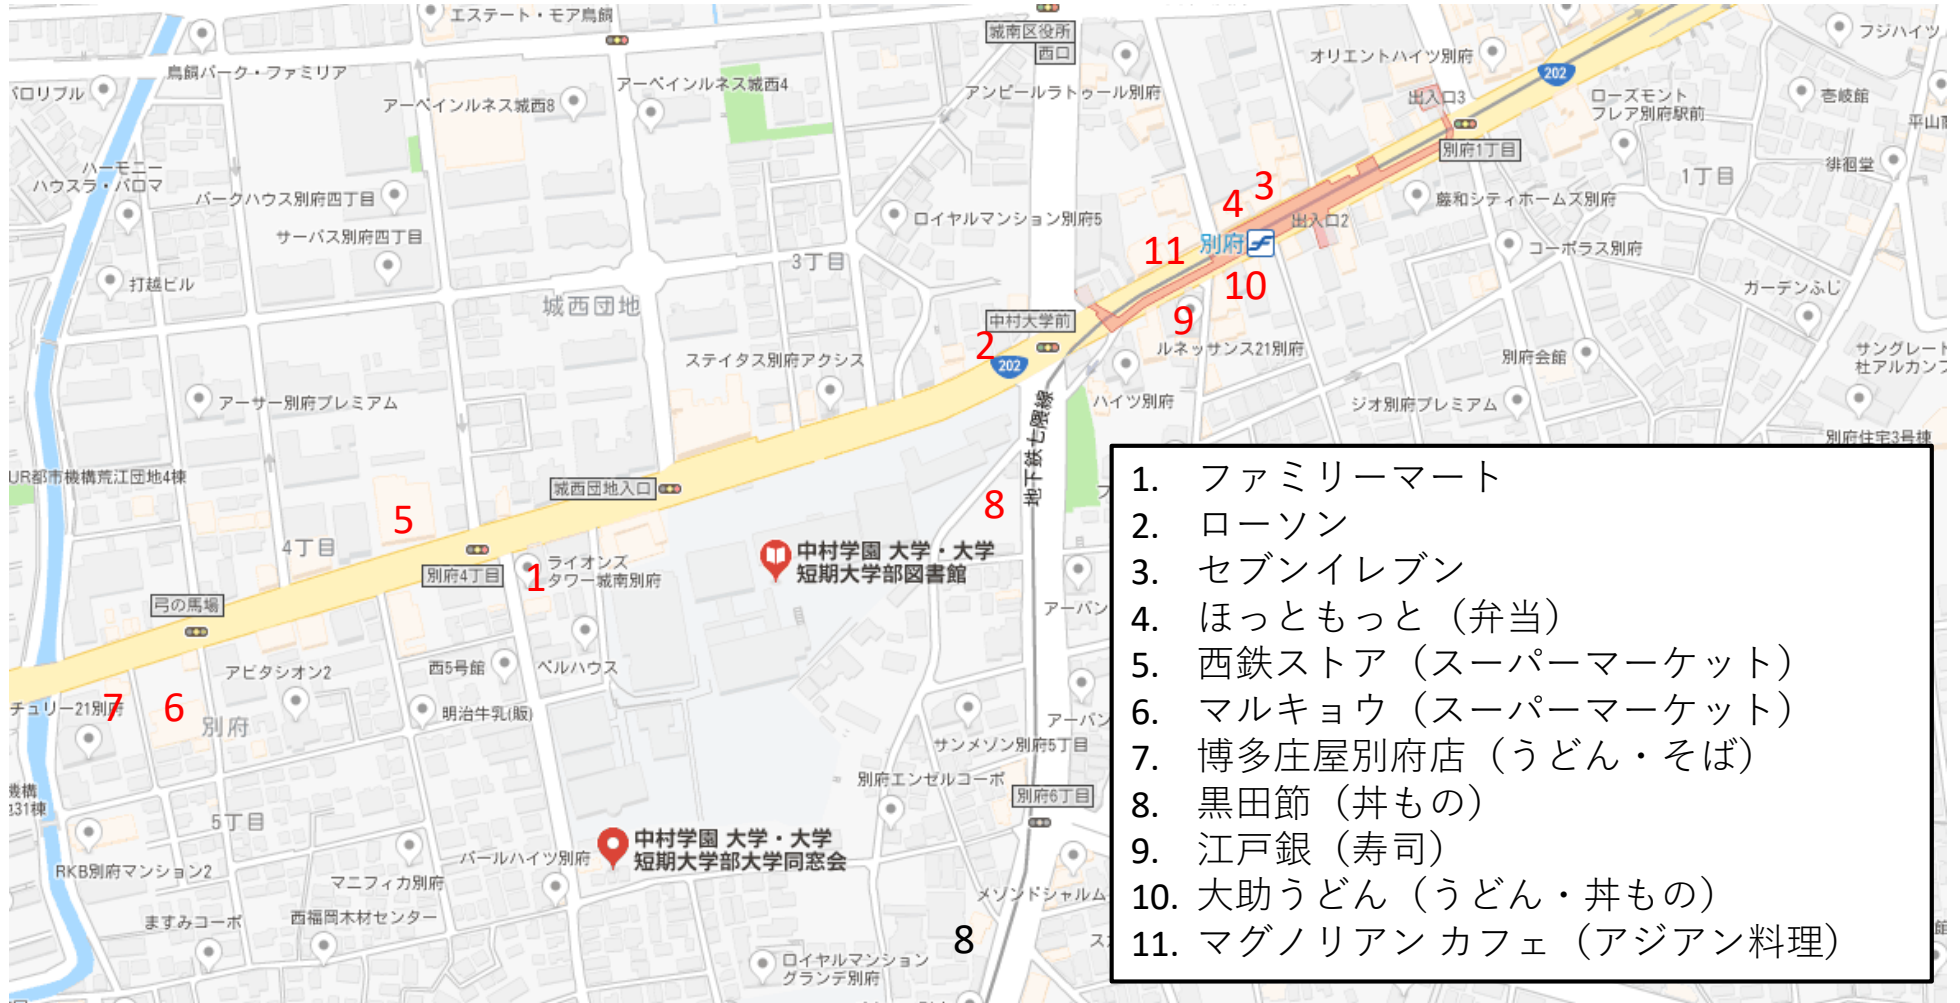 エステート・モア鳥飼
城南区役所
西口
フジハイツ
鳥飼パーク・ファミリア
オリエントハイツ別府
202
パロリブル
アーペインルネス城西8
アーペインルネス城西4
アンピールラトゥール別府
出入口3
ローズモント
フレア別府駅前
壱岐館
平山
別府1丁目
ハーモニー
ハウスラ・パロマ
パークハウス別府四丁目
徘徊堂
1丁目
3
4
藤和シティホームズ別府
サーパス別府四丁目
ロイヤルマンション別府5
出入口2
11
別府
コーポラス別府
3丁目
10
打越ビル
城西団地
ガーデンふじ
中村大学前
9
2
202
ルネッサンス21別府
ステイタス別府アクシス
別府会館
サングレート
社アルカンフ
アーサー別府プレミアム
ハイツ別府
ジオ別府プレミアム
別府住宅3号棟
地下鉄七隈線
UR都市機構荒江団地4棟
城西団地入口
8
5
4丁目
別府4丁目
1
ライオンズ
タワー城南別府
中村学園 大学・大学
短期大学部図書館
弓の馬場
アーバン
アビタシオン2
西5号館
ベルハウス
7
6
チュリー21別府
別府
明治牛乳(販)
アーバン
サンメゾン別府5丁目
別府エンゼルコーポ
別府6丁目
機構
31棟
5丁目
中村学園 大学・大学
短期大学部大学同窓会
パールハイツ別府
RKB別府マンション2
マニフィカ別府
メゾンドシャルム
ますみコーポ
西福岡木材センター
8
ロイヤルマンション
グランデ別府
1. ファミリーマート
2. ローソン
3. セブンイレブン
4. ほっともっと（弁当）
5. 西鉄ストア（スーパーマーケット）
6. マルキョウ（スーパーマーケット）
7. 博多庄屋別府店（うどん・そば）
8. 黒田節（丼もの）
9. 江戸銀（寿司）
10. 大助うどん（うどん・丼もの）
11. マグノリアン カフェ（アジアン料理）